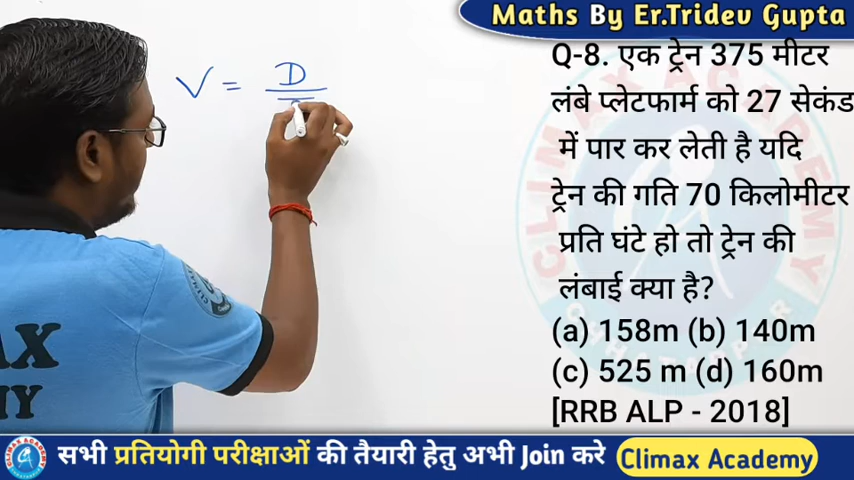 Maths By Er.Tridev Gupta
V = D
Q-8. एक ट्रेन 375 मीटर
लंबे प्लेटफार्म को 27 सेकंड
में पार कर लेती है यदि
ट्रेन की गति 70 किलोमीटर
प्रति घंटे हो तो ट्रेन की
लंबाई क्या है?
(a) 158m (b) 140m
(c) 525 m (d) 160m
[RRB ALP - 2018]
सभी प्रतियोगी परीक्षाओं की तैयारी हेतु अभी Join करे Climax Academy